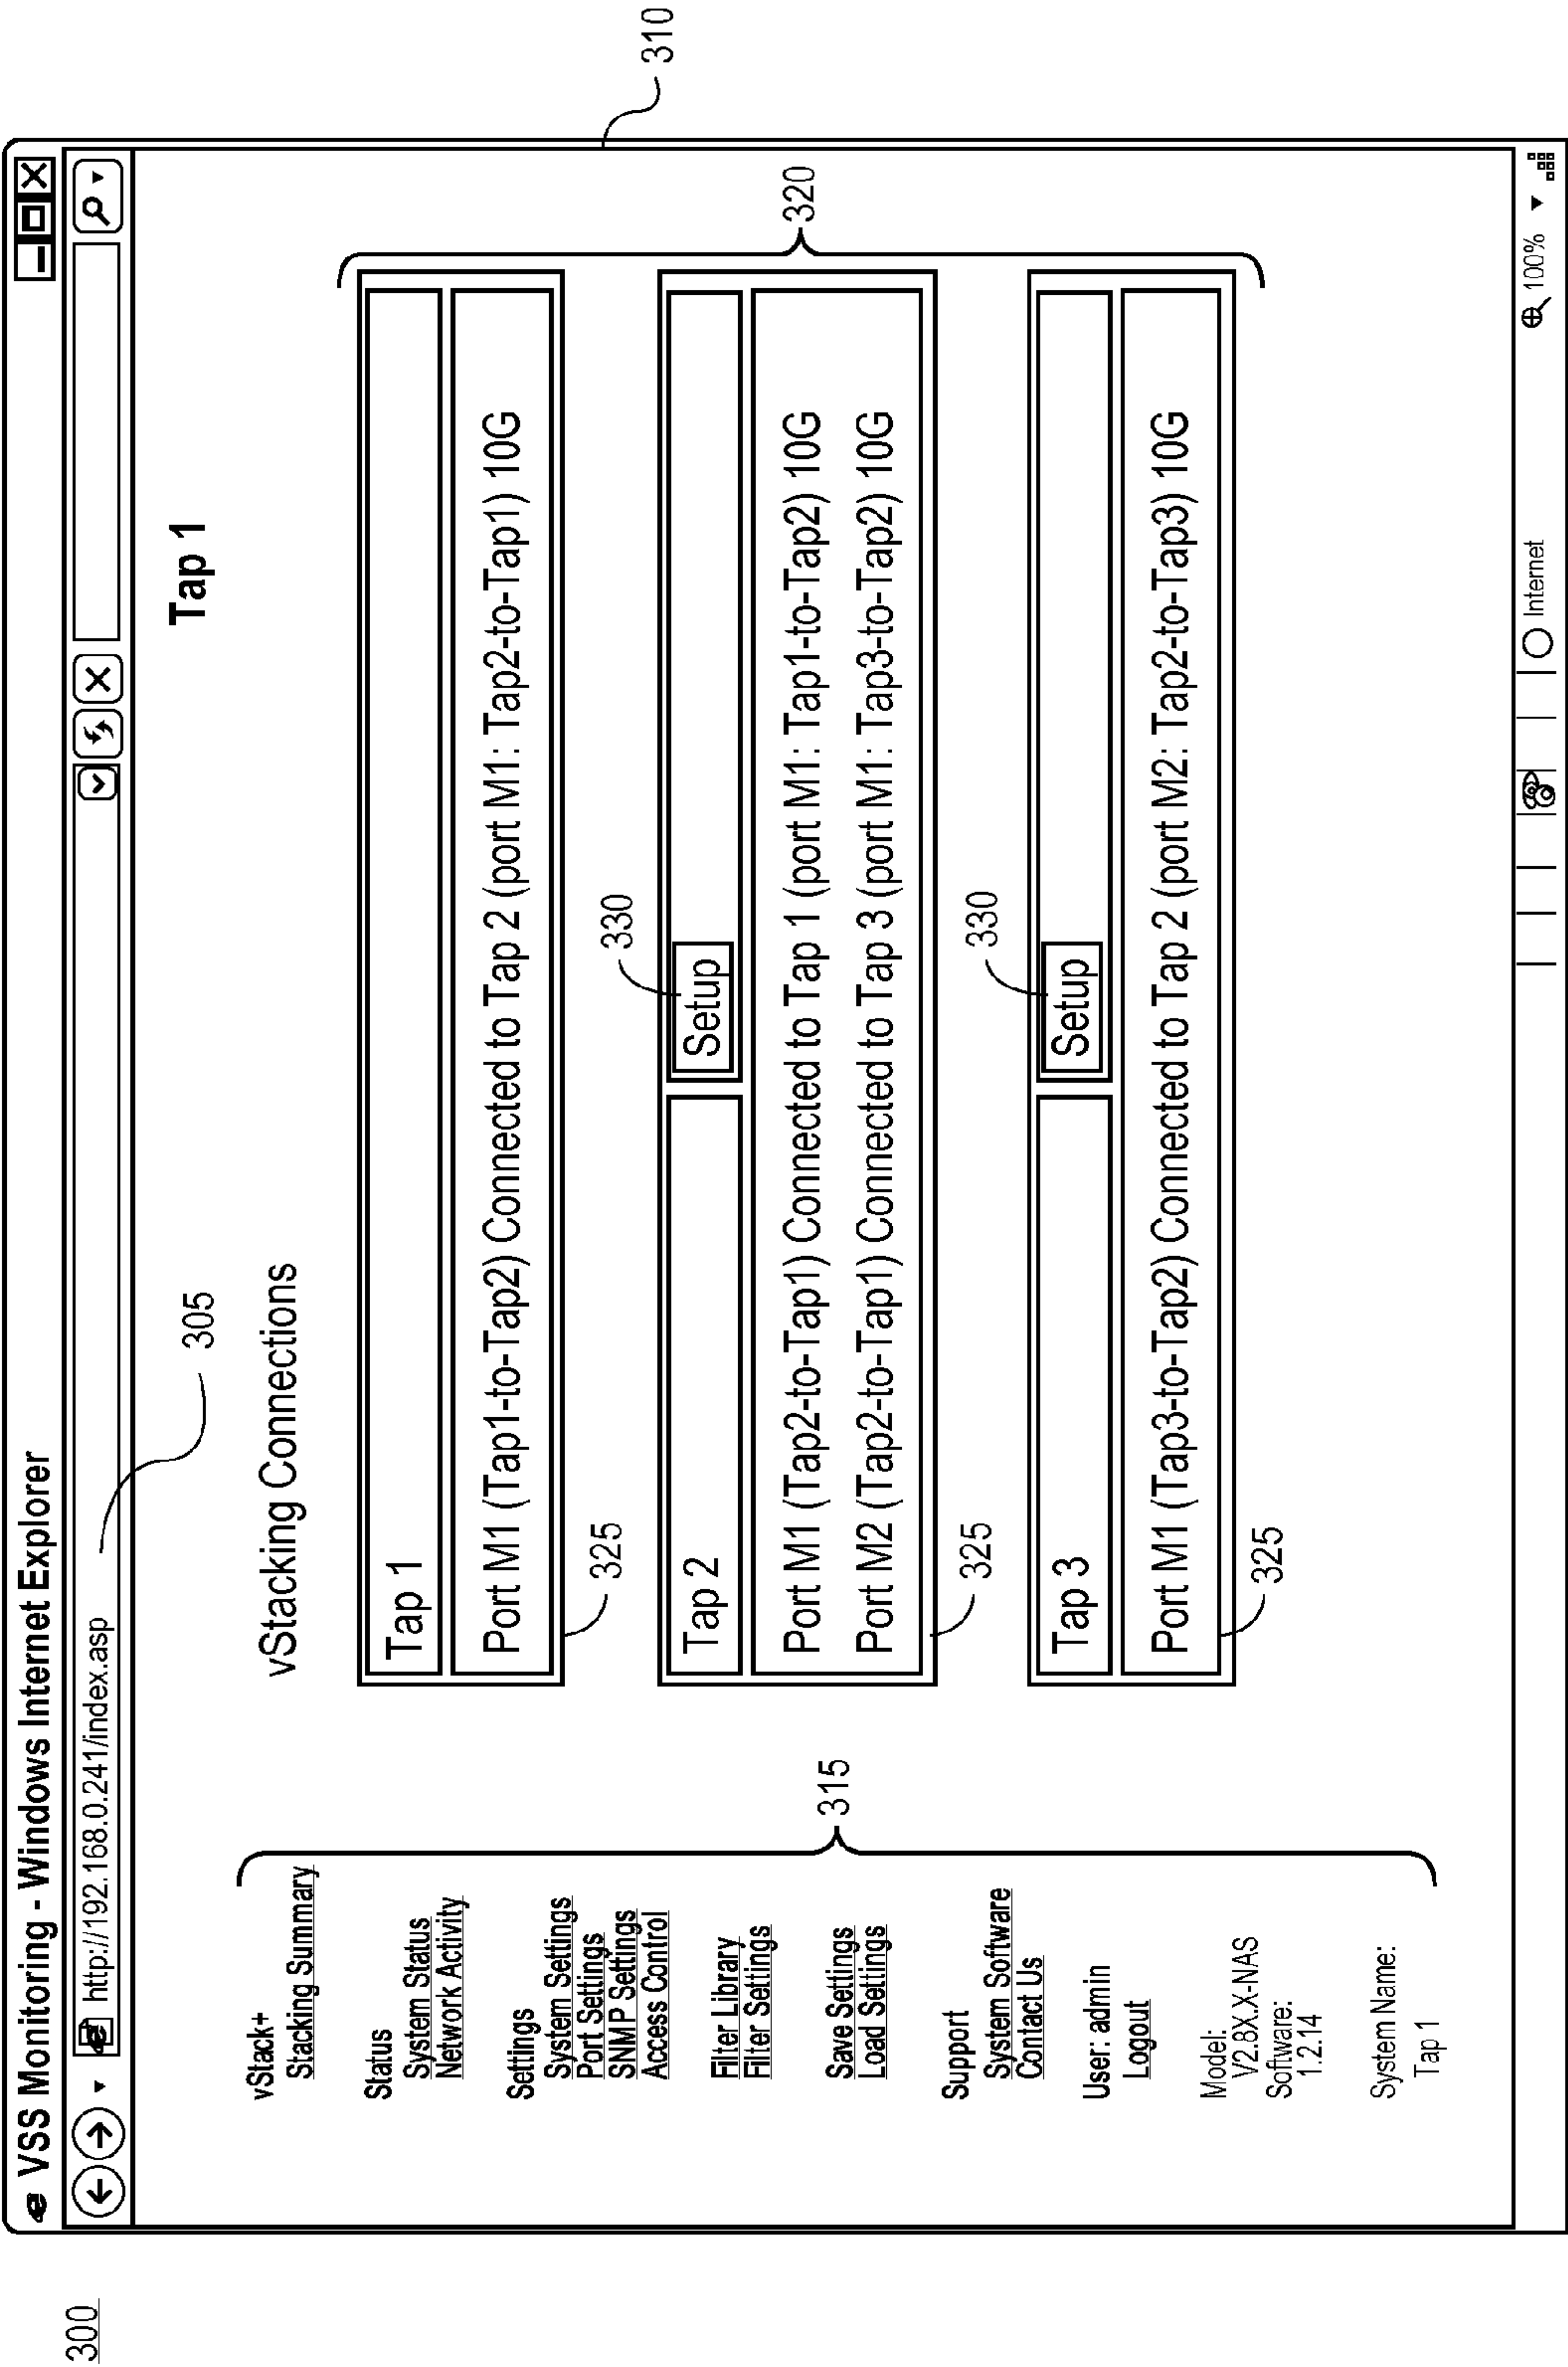 300
VSS Monitoring - Windows Internet Explorer
http://192.168.0.241/index.asp
305
310
Tap 1
vStack+
Stacking Summary
Status
System Status
Network Activity
Settings
System Settings
Port Settings
SNMP Settings
Access Control
Filter Library
Filter Settings
Save Settings
Load Settings
Support
System Software
Contact Us
User: admin
Logout
Model:
V2.8X.X-NAS
Software:
1.2.14
System Name:
Tap 1
315
vStacking Connections
Tap 1
Port M1 (Tap1-to-Tap2) Connected to Tap 2 (port M1: Tap2-to-Tap1) 10G
325
330
Tap 2
Setup
Port M1 (Tap2-to-Tap1) Connected to Tap 1 (port M1: Tap1-to-Tap2) 10G
Port M2 (Tap2-to-Tap1) Connected to Tap 3 (port M1: Tap3-to-Tap2) 10G
325
330
Tap 3
Setup
Port M1 (Tap3-to-Tap2) Connected to Tap 2 (port M2: Tap2-to-Tap3) 10G
325
320
Internet
100%